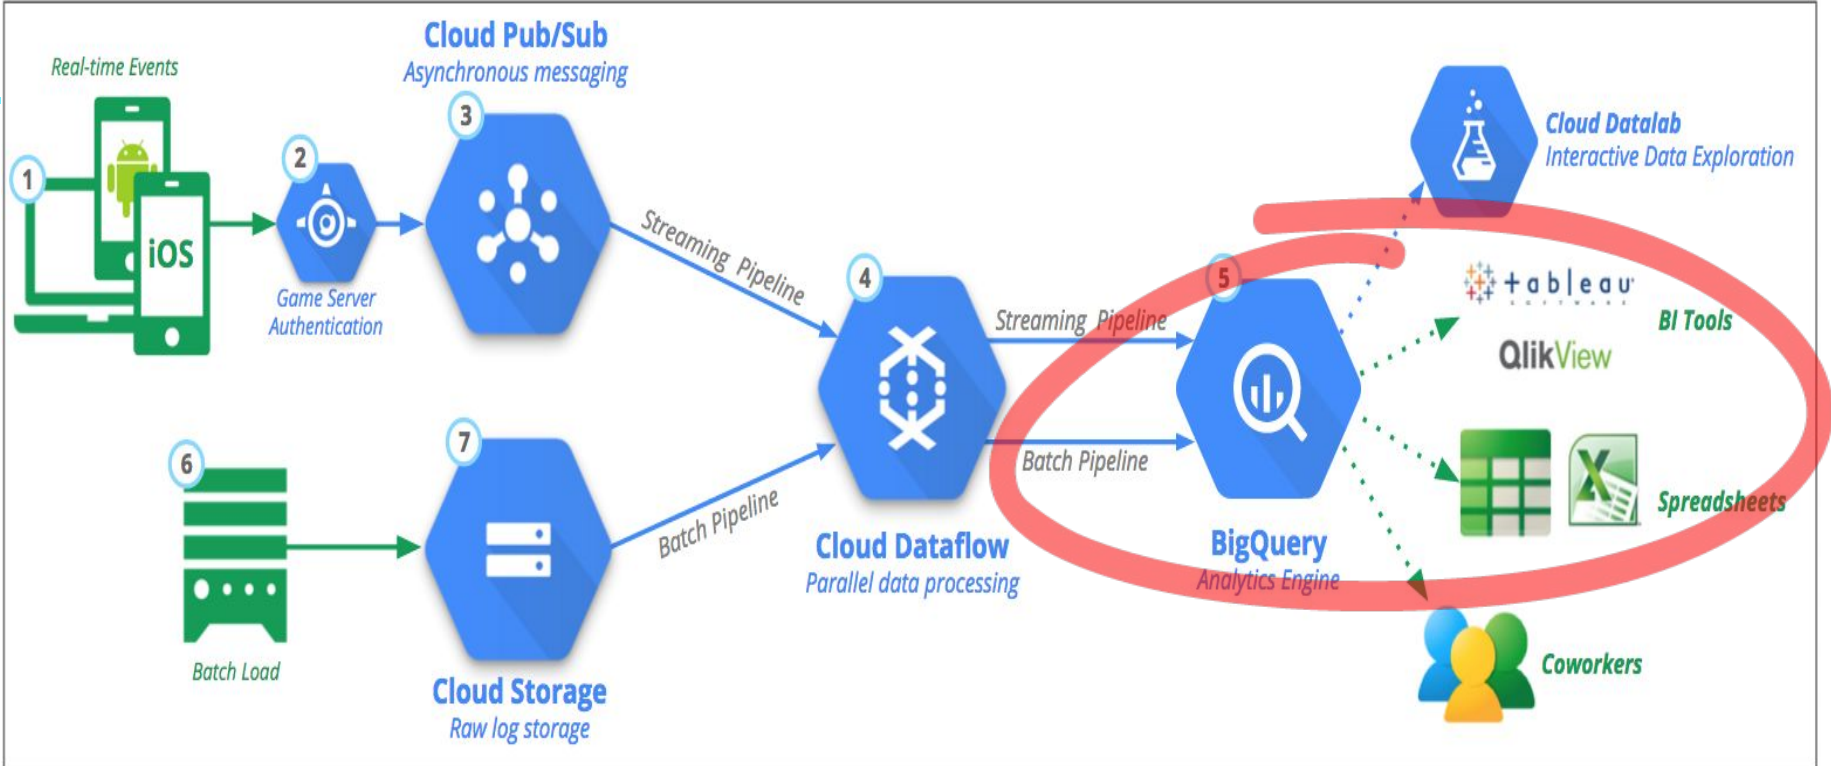 Real-time Events
1
iOS
2
Game Server
Authentication
Cloud Pub/Sub
Asynchronous messaging
3
Streaming Pipeline
6
Batch Load
7
Cloud Storage
Raw log storage
Batch Pipeline
4
Cloud Dataflow
Parallel data processing
Streaming Pipeline
Batch Pipeline
5
BigQuery
Analytics Engine
Cloud Datalab
Interactive Data Exploration
+ableau
SOFTWARE
QlikView
BI Tools
X
Spreadsheets
Coworkers